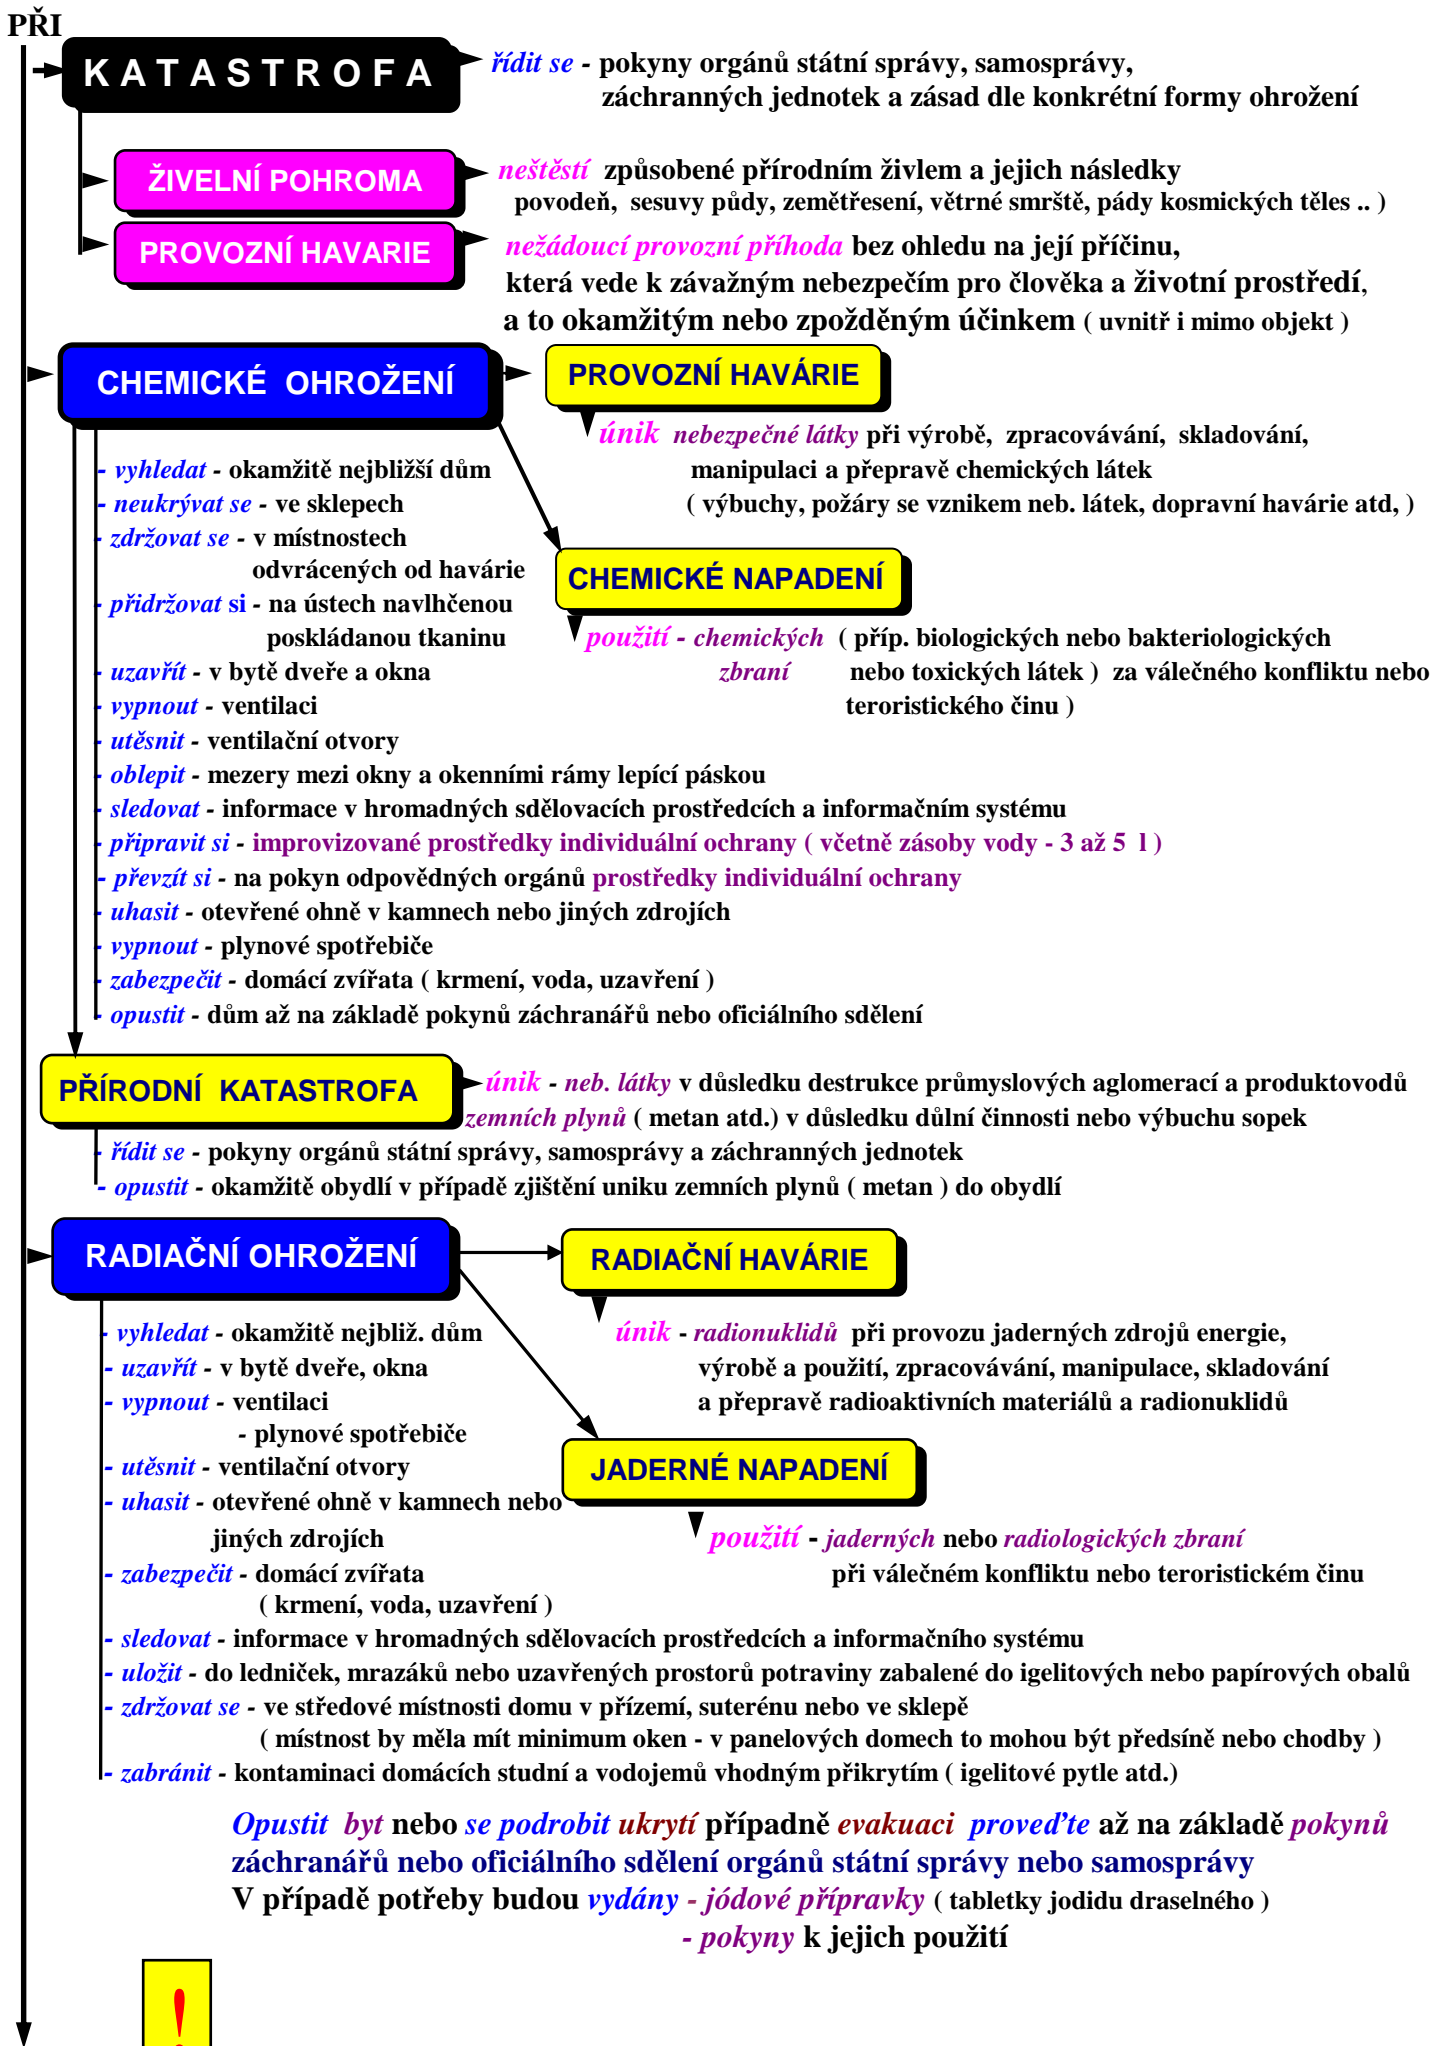 PŘI
KATASTROFA
řídit se - pokyny orgánů státní správy, samosprávy,
záchranných jednotek a zásad dle konkrétní formy ohrožení
ŽIVELNÍ POHROMA
neštěstí způsobené přírodním živlem a jejich následky
povodeň, sesuvy půdy, zemětřesení, větrné smrště, pády kosmických těles .. )
PROVOZNÍ HAVARIE
nežádoucí provozní příhoda bez ohledu na její příčinu,
která vede k závažným nebezpečím pro člověka a životní prostředí,
a to okamžitým nebo zpožděným účinkem ( uvnitř i mimo objekt )
CHEMICKÉ OHROŽENÍ
PROVOZNÍ HAVÁRIE
únik nebezpečné látky při výrobě, zpracovávání, skladování,
manipulaci a přepravě chemických látek
( výbuchy, požáry se vznikem neb. látek, dopravní havárie atd, )
CHEMICKÉ NAPADENÍ
použití - chemických ( příp. biologických nebo bakteriologických
zbraní nebo toxických látek ) za válečného konfliktu nebo
teroristického činu )
- vyhledat - okamžitě nejbližší dům
- neukrývat se - ve sklepech
- zdržovat se - v místnostech
odvrácených od havárie
- přidržovat si - na ústech navlhčenou
poskládanou tkaninu
- uzavřít - v bytě dveře a okna
- vypnout - ventilaci
- utěsnit - ventilační otvory
- oblepit - mezery mezi okny a okenními rámy lepící páskou
- sledovat - informace v hromadných sdělovacích prostředcích a informačním systému
- připravit si - improvizované prostředky individuální ochrany ( včetně zásoby vody - 3 až 5 l )
- převzít si - na pokyn odpovědných orgánů prostředky individuální ochrany
- uhasit - otevřené ohně v kamnech nebo jiných zdrojích
- vypnout - plynové spotřebiče
- zabezpečit - domácí zvířata ( krmení, voda, uzavření )
- opustit - dům až na základě pokynů záchranářů nebo oficiálního sdělení
PŘÍRODNÍ KATASTROFA
únik - neb. látky v důsledku destrukce průmyslových aglomerací a produktovodů
zemních plynů ( metan atd.) v důsledku důlní činnosti nebo výbuchu sopek
- řídit se - pokyny orgánů státní správy, samosprávy a záchranných jednotek
- opustit - okamžitě obydlí v případě zjištění uniku zemních plynů ( metan ) do obydlí
RADIAČNÍ OHROŽENÍ
RADIAČNÍ HAVÁRIE
únik - radionuklidů při provozu jaderných zdrojů energie,
výrobě a použití, zpracovávání, manipulace, skladování
a přepravě radioaktivních materiálů a radionuklidů
JADERNÉ NAPADENÍ
použití - jaderných nebo radiologických zbraní
při válečném konfliktu nebo teroristickém činu
- vyhledat - okamžitě nejbliž. dům
- uzavřít - v bytě dveře, okna
- vypnout - ventilaci
- plynové spotřebiče
- utěsnit - ventilační otvory
- uhasit - otevřené ohně v kamnech nebo
jiných zdrojích
- zabezpečit - domácí zvířata
( krmení, voda, uzavření )
- sledovat - informace v hromadných sdělovacích prostředcích a informačního systému
- uložit - do ledniček, mrazáků nebo uzavřených prostorů potraviny zabalené do igelitových nebo papírových obalů
- zdržovat se - ve středové místnosti domu v přízemí, suterénu nebo ve sklepě
( místnost by měla mít minimum oken - v panelových domech to mohou být předsíně nebo chodby )
- zabránit - kontaminaci domácích studní a vodojemů vhodným přikrytím ( igelitové pytle atd.)
Opustit byt nebo se podrobit ukrytí případně evakuaci proveďte až na základě pokynů
záchranářů nebo oficiálního sdělení orgánů státní správy nebo samosprávy
V případě potřeby budou vydány - jódové přípravky ( tabletky jodidu draselného )
- pokyny k jejich použití
!